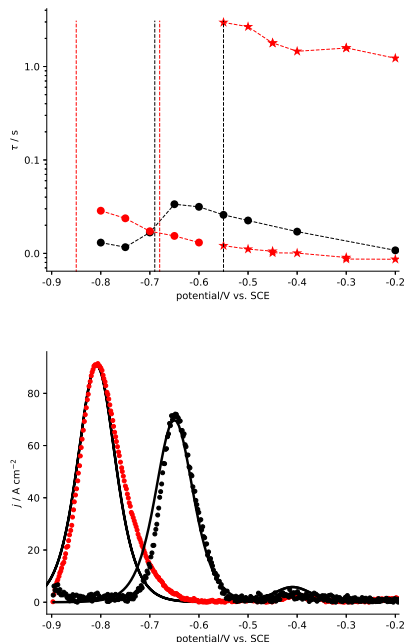 1.0
0.1
0.0
τ / s
-0.9 -0.8 -0.7 -0.6 -0.5 -0.4 -0.3 -0.2
potential/V vs. SCE
80
60
40
20
0
j / A cm⁻²
-0.9 -0.8 -0.7 -0.6 -0.5 -0.4 -0.3 -0.2
potential/V vs. SCE